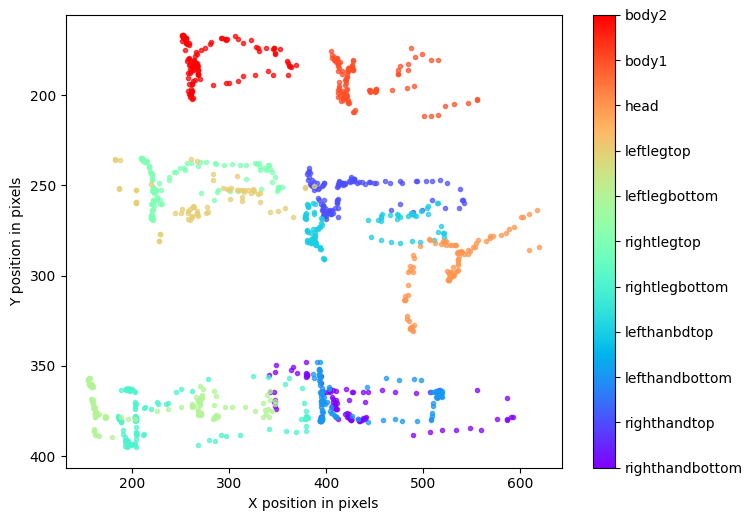 body2
body1
head
leftlegtop
leftlegbottom
rightlegtop
rightlegbottom
lefthanbdtop
lefthandbottom
righthandtop
righthandbottom
200
250
300
350
400
Y position in pixels
200
300
400
500
600
X position in pixels